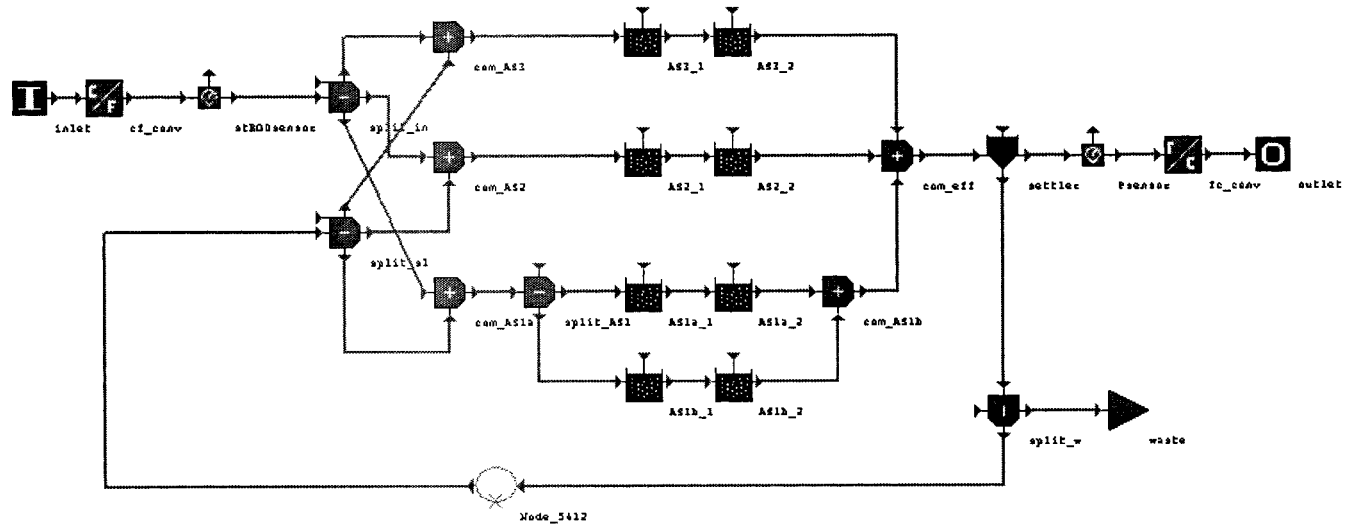 I
C/F
inlet
cf_conv
stBODsensor
split_in
com_AS3
AS3_1
AS3_2
com_AS2
AS2_1
AS2_2
com_eff
settler
Psensor
F/C
fc_conv
O
outlet
split_sl
com_AS1a
split_AS1
AS1a_1
AS1a_2
com_AS1b
AS1b_1
AS1b_2
split_w
waste
Node_5412